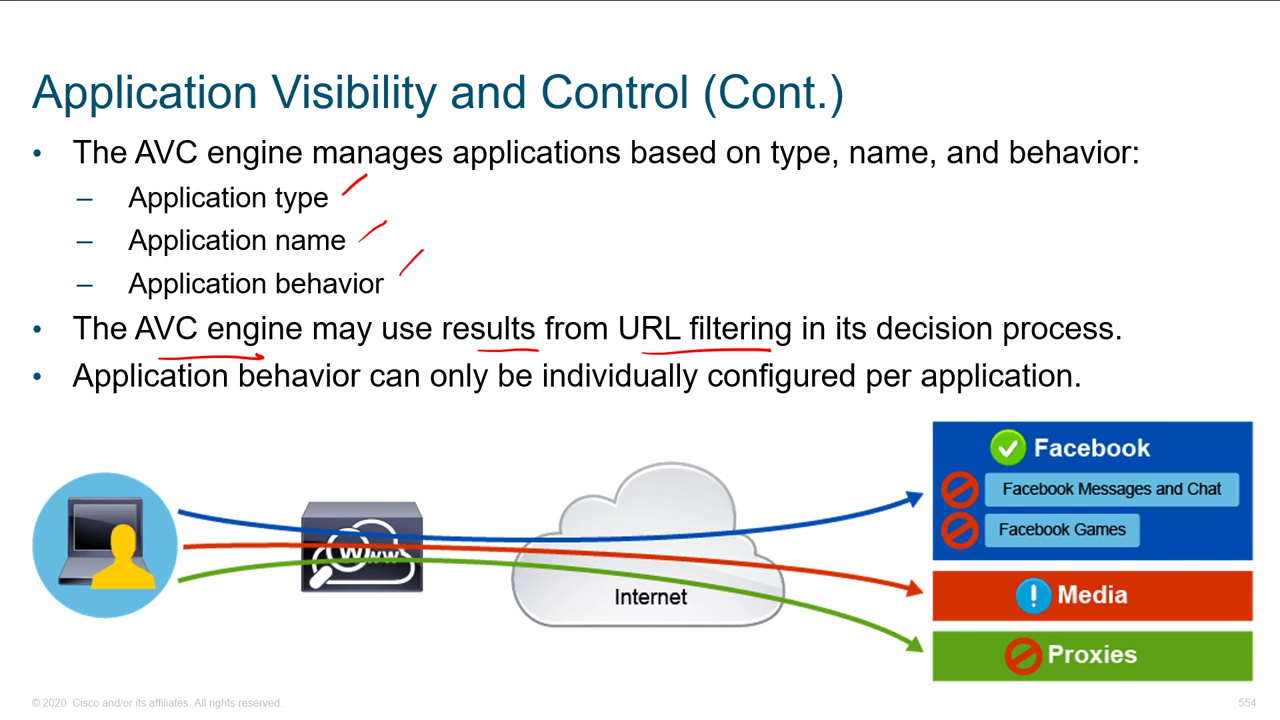 Application Visibility and Control (Cont.)
• The AVC engine manages applications based on type, name, and behavior:
– Application type
– Application name
– Application behavior
• The AVC engine may use results from URL filtering in its decision process.
• Application behavior can only be individually configured per application.
Facebook
Facebook Messages and Chat
Facebook Games
WWW
Internet
Media
Proxies
© 2020 Cisco and/or its affiliates. All rights reserved.
554